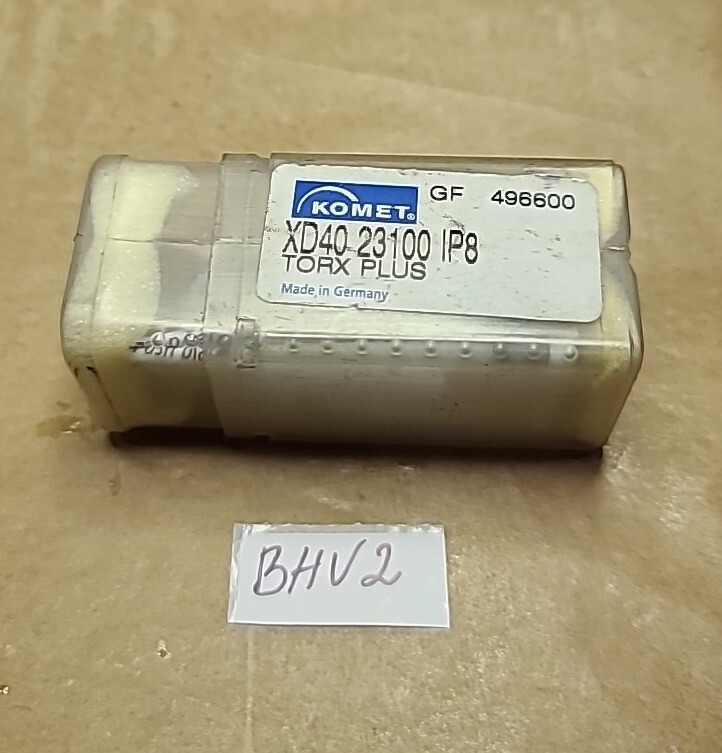 KOMET® GF 496600
XD40 23100 IP8
TORX PLUS
Made in Germany
BHV2